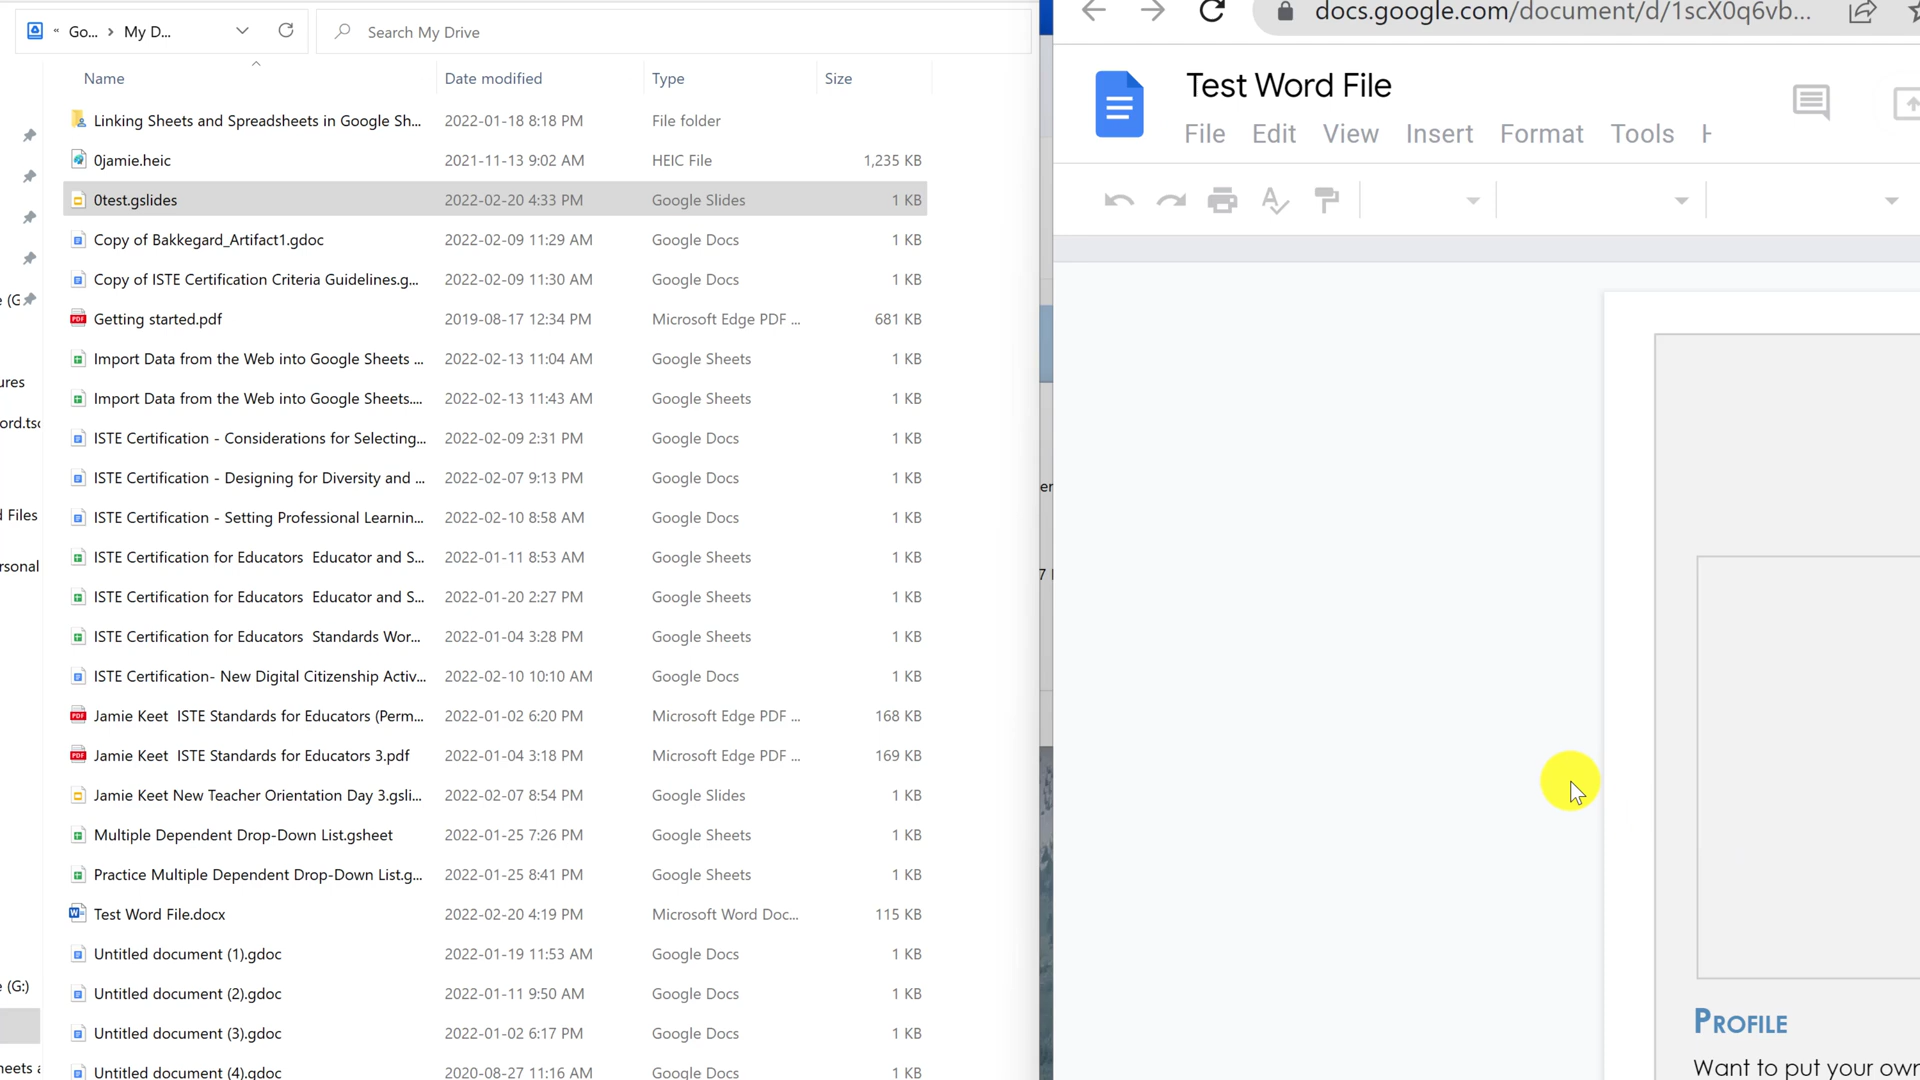 Go... My D...
Search My Drive
Name Date modified Type Size
Linking Sheets and Spreadsheets in Google Sh... 2022-01-18 8:18 PM File folder
0jamie.heic 2021-11-13 9:02 AM HEIC File 1,235 KB
0test.gslides 2022-02-20 4:33 PM Google Slides 1 KB
Copy of Bakkegard_Artifact1.gdoc 2022-02-09 11:29 AM Google Docs 1 KB
Copy of ISTE Certification Criteria Guidelines.g... 2022-02-09 11:30 AM Google Docs 1 KB
Getting started.pdf 2019-08-17 12:34 PM Microsoft Edge PDF ... 681 KB
Import Data from the Web into Google Sheets ... 2022-02-13 11:04 AM Google Sheets 1 KB
Import Data from the Web into Google Sheets.... 2022-02-13 11:43 AM Google Sheets 1 KB
ISTE Certification - Considerations for Selecting... 2022-02-09 2:31 PM Google Docs 1 KB
ISTE Certification - Designing for Diversity and ... 2022-02-07 9:13 PM Google Docs 1 KB
ISTE Certification - Setting Professional Learnin... 2022-02-10 8:58 AM Google Docs 1 KB
ISTE Certification for Educators Educator and S... 2022-01-11 8:53 AM Google Sheets 1 KB
ISTE Certification for Educators Educator and S... 2022-01-20 2:27 PM Google Sheets 1 KB
ISTE Certification for Educators Standards Wor... 2022-01-04 3:28 PM Google Sheets 1 KB
ISTE Certification- New Digital Citizenship Activ... 2022-02-10 10:10 AM Google Docs 1 KB
Jamie Keet ISTE Standards for Educators (Perm... 2022-01-02 6:20 PM Microsoft Edge PDF ... 168 KB
Jamie Keet ISTE Standards for Educators 3.pdf 2022-01-04 3:18 PM Microsoft Edge PDF ... 169 KB
Jamie Keet New Teacher Orientation Day 3.gsli... 2022-02-07 8:54 PM Google Slides 1 KB
Multiple Dependent Drop-Down List.gsheet 2022-01-25 7:26 PM Google Sheets 1 KB
Practice Multiple Dependent Drop-Down List.g... 2022-01-25 8:41 PM Google Sheets 1 KB
Test Word File.docx 2022-02-20 4:19 PM Microsoft Word Doc... 115 KB
Untitled document (1).gdoc 2022-01-19 11:53 AM Google Docs 1 KB
Untitled document (2).gdoc 2022-01-11 9:50 AM Google Docs 1 KB
Untitled document (3).gdoc 2022-01-02 6:17 PM Google Docs 1 KB
Untitled document (4).gdoc 2020-08-27 11:16 AM Google Docs 1 KB
e (G
ures
ord.tsc
d Files
ersonal
e (G:)
heets a
docs.google.com/document/d/1scX0q6vb...
Test Word File
File Edit View Insert Format Tools H
PROFILE
Want to put your own